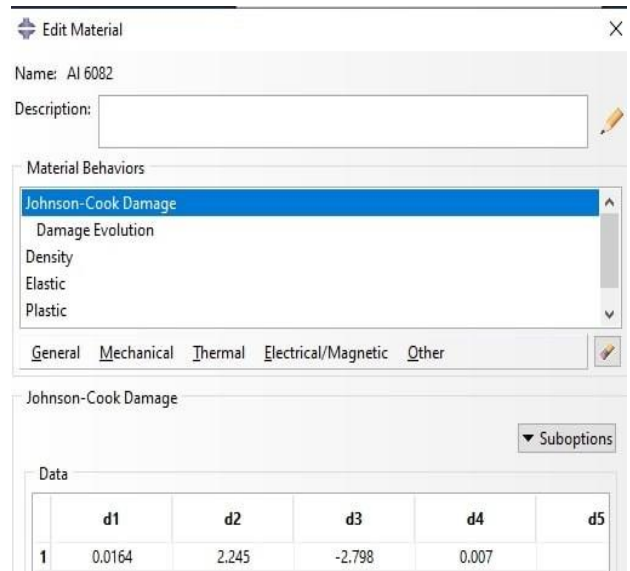 Edit Material
Name: Al 6082
Description:
Material Behaviors
Johnson-Cook Damage
Damage Evolution
Density
Elastic
Plastic
General Mechanical Thermal Electrical/Magnetic Other
Johnson-Cook Damage
▼ Suboptions
Data
d1 d2 d3 d4 d5
1 0.0164 2.245 -2.798 0.007